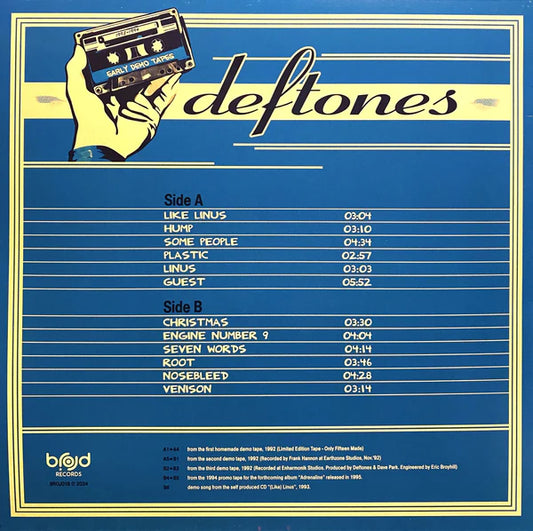 1992/1994
EARLY DEMO TAPES
deftones
Side A
LIKE LINUS 03:04
HUMP 03:10
SOME PEOPLE 04:34
PLASTIC 02:57
LINUS 03:03
GUEST 05:52
Side B
CHRISTMAS 03:30
ENGINE NUMBER 9 04:04
SEVEN WORDS 04:14
ROOT 03:46
NOSEBLEED 04:28
VENISON 03:14
A1-A4 from the first homemade demo tape, 1992 (Limited Edition Tape - Only Fifteen Made)
A5-B1 from the second demo tape, 1992 (Recorded by Frank Hannon at Earthzone Studios, Nov.'92)
B2-B3 from the third demo tape, 1992 (Recorded at Enharmonik Studios. Produced by Deftones & Dave Park. Engineered by Eric Broyhill)
B4-B5 from the 1994 promo tape for the forthcoming album "Adrenaline" released in 1995.
B6 demo song from the self produced CD "(Like) Linus", 1993.
brojd
RECORDS
BROJ018 © 2024